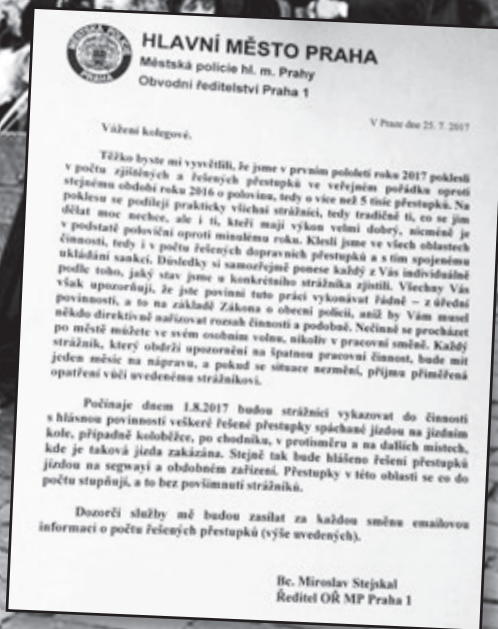 MĚSTSKÁ POLICIE
PRAHA
HLAVNÍ MĚSTO PRAHA
Městská policie hl. m. Prahy
Obvodní ředitelství Praha 1
V Praze dne 25. 7. 2017
Vážení kolegové.
Těžko byste mi vysvětlili, že jsme v prvním pololetí roku 2017 poklesli
v počtu zjištěných a řešených přestupků ve veřejném pořádku oproti
stejnému období roku 2016 o polovinu, tedy o více než 5 tisíc přestupků. Na
poklesu se podílejí prakticky všichni strážníci, tedy tradičně ti, co se jim
dělat moc nechce, ale i ti, kteří mají výkon velmi dobrý, nicméně je
v podstatě poloviční oproti minulému roku. Klesli jsme ve všech oblastech
činnosti, tedy i v počtu řešených dopravních přestupků a s tím spojenému
ukládání sankcí. Důsledky si samozřejmě ponese každý z Vás individuálně
podle toho, jaký stav jsme u konkrétního strážníka zjistili. Všechny Vás
však upozorňuji, že jste povinni tuto práci vykonávat řádně – z úřední
povinnosti, a to na základě Zákona o obecní policii, aniž by Vám musel
někdo direktivně nařizovat rozsah činnosti a podobně. Nečinně se procházet
po městě můžete ve svém osobním volnu, nikoliv v pracovní směně. Každý
strážník, který obdrží upozornění na špatnou pracovní činnost, bude mít
jeden měsíc na nápravu, a pokud se situace nezmění, přijmu přiměřená
opatření vůči uvedenému strážníkovi.
Počínaje dnem 1.8.2017 budou strážníci vykazovat do činnosti
s hlásnou povinností veškeré řešené přestupky spáchané jízdou na jízdním
kole, případně koloběžce, po chodníku, v protisměru a na dalších místech,
kde je taková jízda zakázána. Stejně tak bude hlášeno řešení přestupků
jízdou na segwayi a obdobném zařízení. Přestupky v této oblasti se co do
počtu stupňují, a to bez povšimnutí strážníků.
Dozorčí služby mě budou zasílat za každou směnu emailovou
informaci o počtu řešených přestupků (výše uvedených).
Bc. Miroslav Stejskal
Ředitel OŘ MP Praha 1